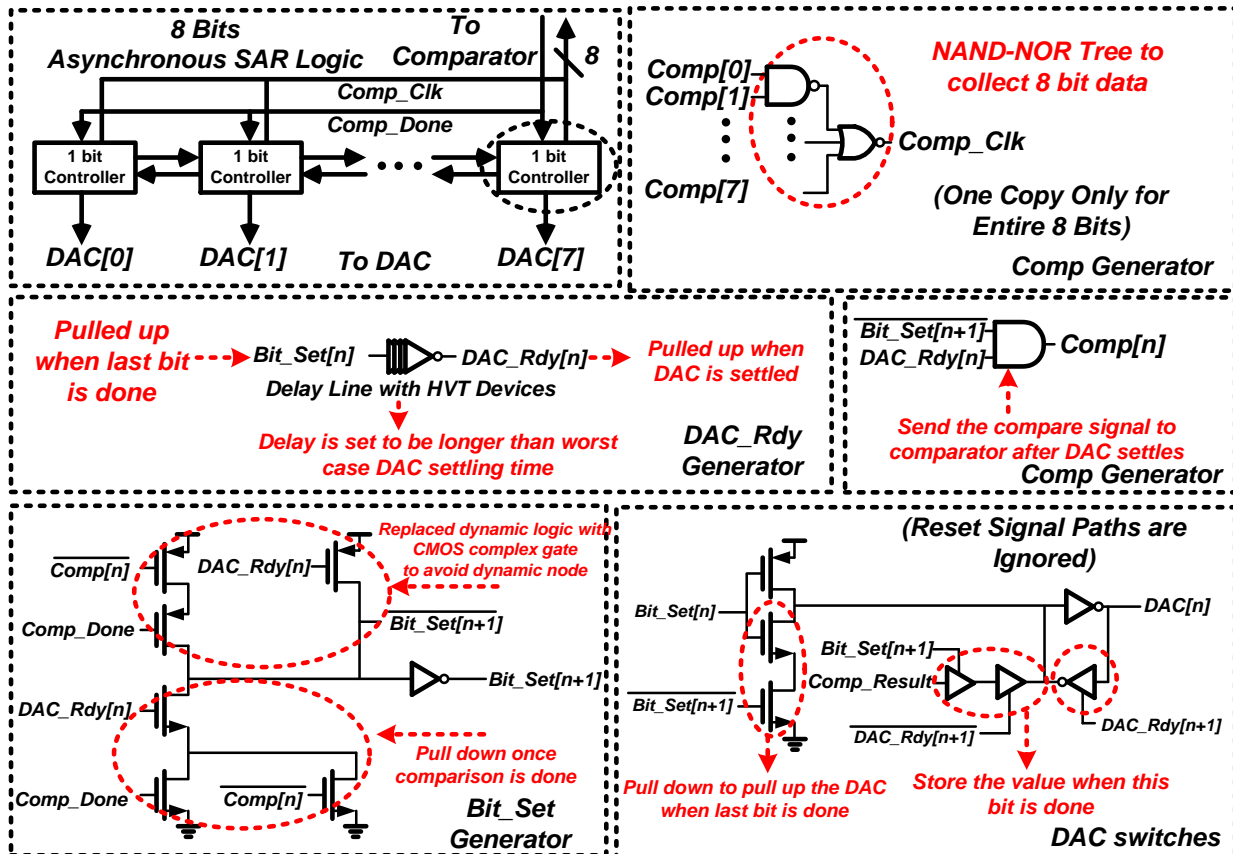 8 Bits
Asynchronous SAR Logic
To
Comparator
8
Comp_Clk
Comp_Done
1 bit
Controller
1 bit
Controller
1 bit
Controller
DAC[0]
DAC[1]
To DAC
DAC[7]
Comp[0]
Comp[1]
Comp[7]
NAND-NOR Tree to
collect 8 bit data
Comp_Clk
(One Copy Only for
Entire 8 Bits)
Comp Generator
Pulled up
when last bit
is done
Bit_Set[n]
DAC_Rdy[n]
Delay Line with HVT Devices
Pulled up when
DAC is settled
Delay is set to be longer than worst
case DAC settling time
DAC_Rdy
Generator
Bit_Set[n+1]
DAC_Rdy[n]
Comp[n]
Send the compare signal to
comparator after DAC settles
Comp Generator
Replaced dynamic logic with
CMOS complex gate
to avoid dynamic node
Comp[n]
DAC_Rdy[n]
Comp_Done
Bit_Set[n+1]
Bit_Set[n+1]
DAC_Rdy[n]
Pull down once
comparison is done
Comp_Done
Comp[n]
Bit_Set
Generator
(Reset Signal Paths are
Ignored)
Bit_Set[n]
DAC[n]
Bit_Set[n+1]
Comp_Result
Bit_Set[n+1]
DAC_Rdy[n+1]
DAC_Rdy[n+1]
Pull down to pull up the DAC
when last bit is done
Store the value when this
bit is done
DAC switches